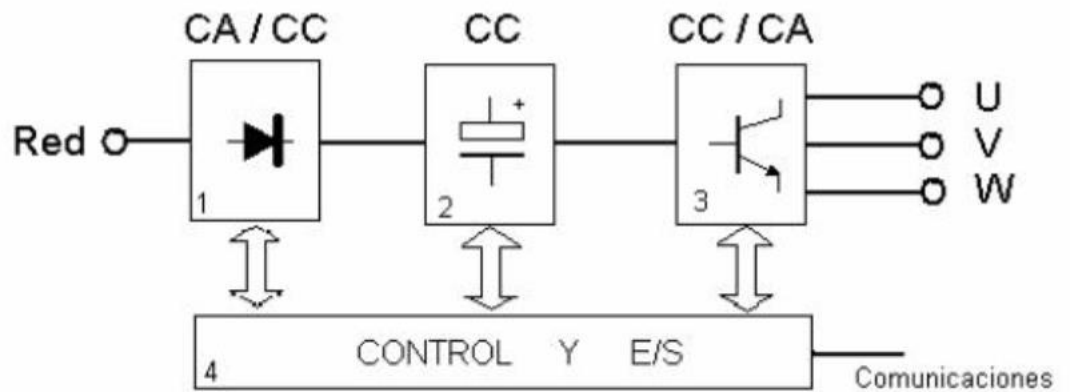 CA / CC CC CC / CA
Red
+
U
V
W
1 2 3
CONTROL Y E/S
4
Comunicaciones